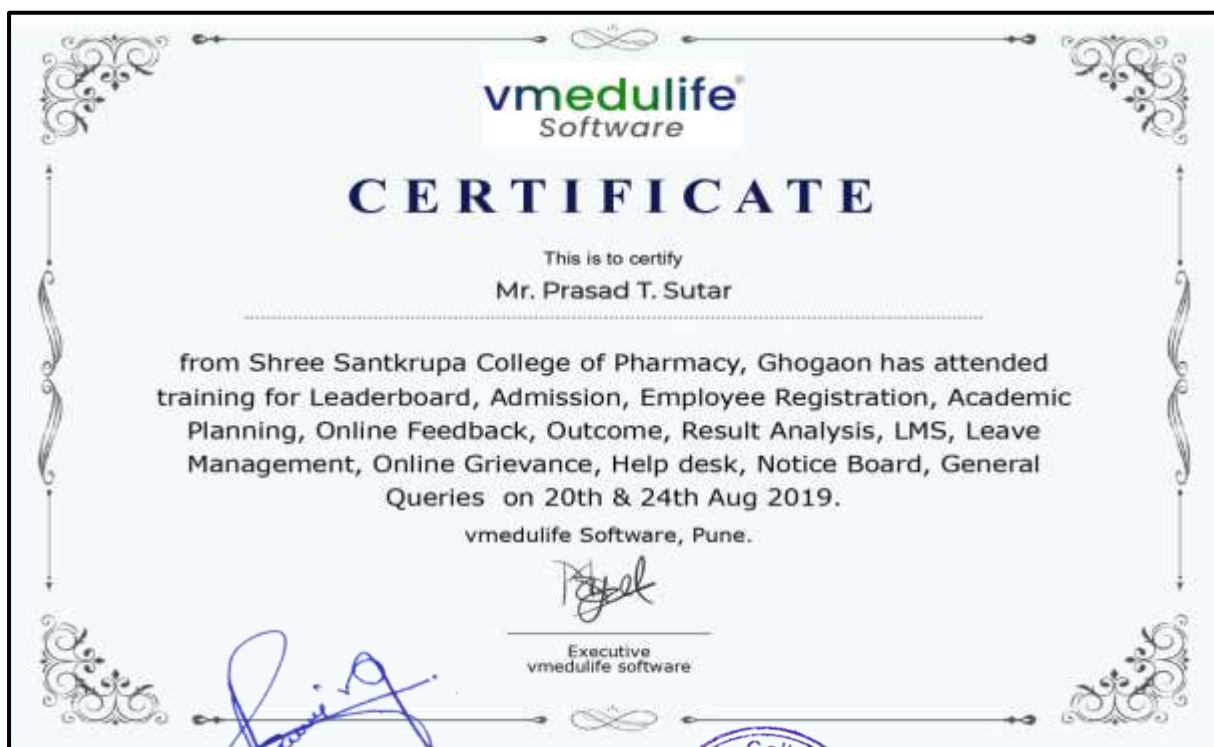 vmedulife®
Software
CERTIFICATE
This is to certify
Mr. Prasad T. Sutar
from Shree Santkrupa College of Pharmacy, Ghogaon has attended
training for Leaderboard, Admission, Employee Registration, Academic
Planning, Online Feedback, Outcome, Result Analysis, LMS, Leave
Management, Online Grievance, Help desk, Notice Board, General
Queries on 20th & 24th Aug 2019.
vmedulife Software, Pune.
Executive
vmedulife software